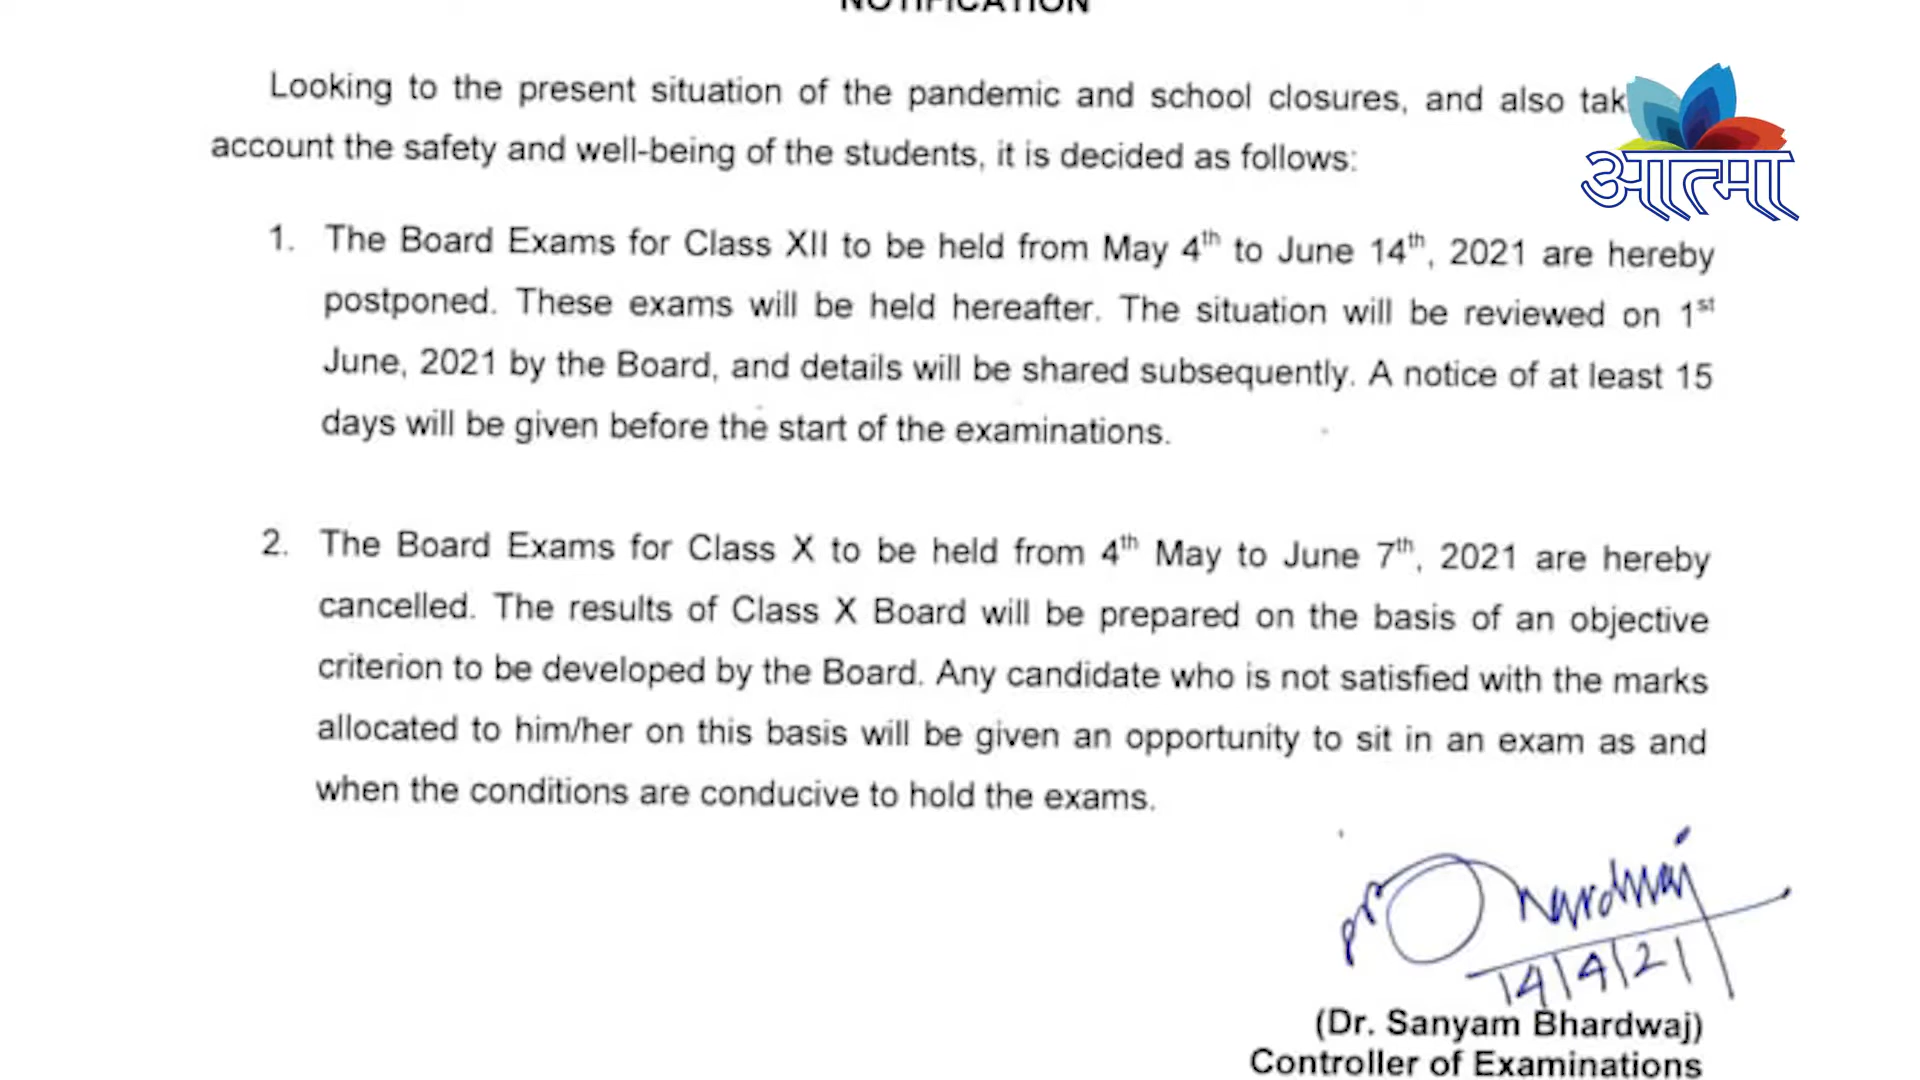 NOTIFICATION
Looking to the present situation of the pandemic and school closures, and also tak
आत्मा
account the safety and well-being of the students, it is decided as follows:
1. The Board Exams for Class XII to be held from May 4th to June 14th, 2021 are hereby
postponed. These exams will be held hereafter. The situation will be reviewed on 1st
June, 2021 by the Board, and details will be shared subsequently. A notice of at least 15
days will be given before the start of the examinations.
2. The Board Exams for Class X to be held from 4th May to June 7th, 2021 are hereby
cancelled. The results of Class X Board will be prepared on the basis of an objective
criterion to be developed by the Board. Any candidate who is not satisfied with the marks
allocated to him/her on this basis will be given an opportunity to sit in an exam as and
when the conditions are conducive to hold the exams.
14/4/21
(Dr. Sanyam Bhardwaj)
Controller of Examinations